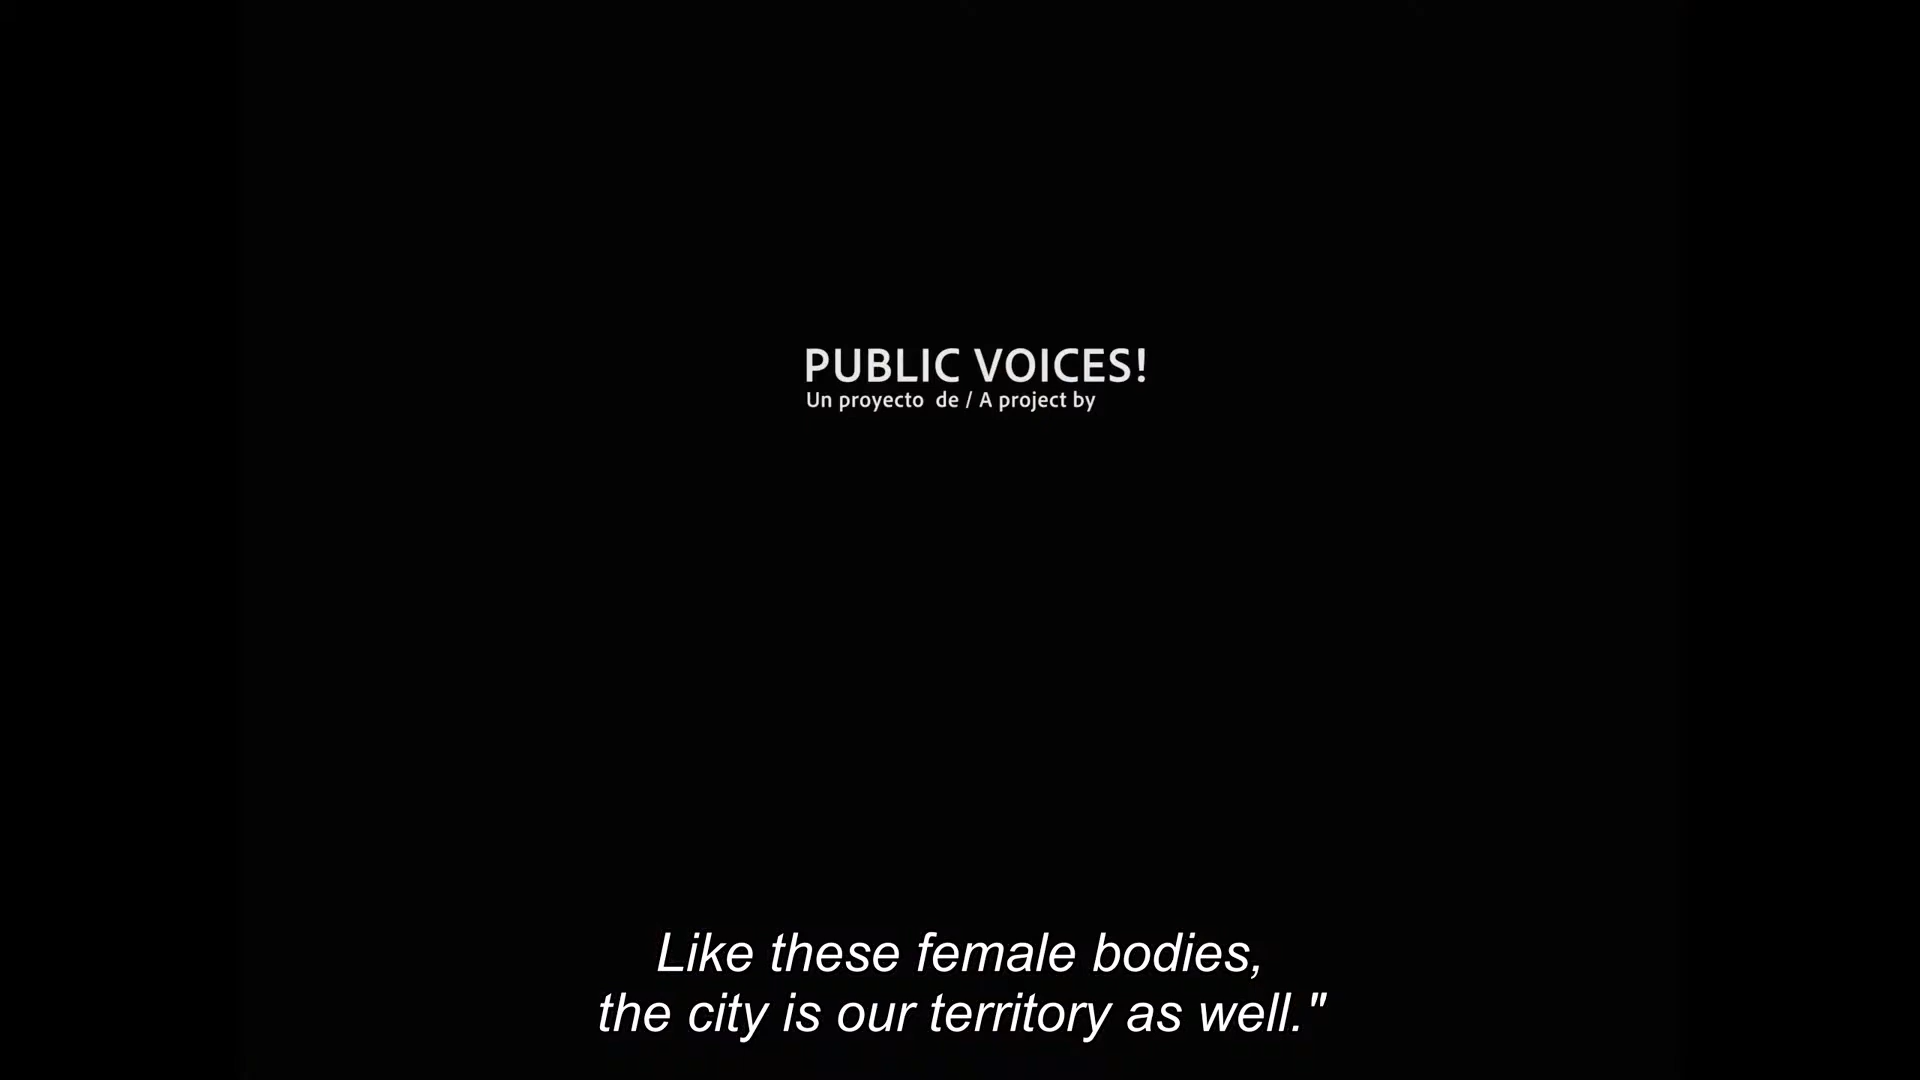 PUBLIC VOICES!
Un proyecto de / A project by
Like these female bodies,
the city is our territory as well."